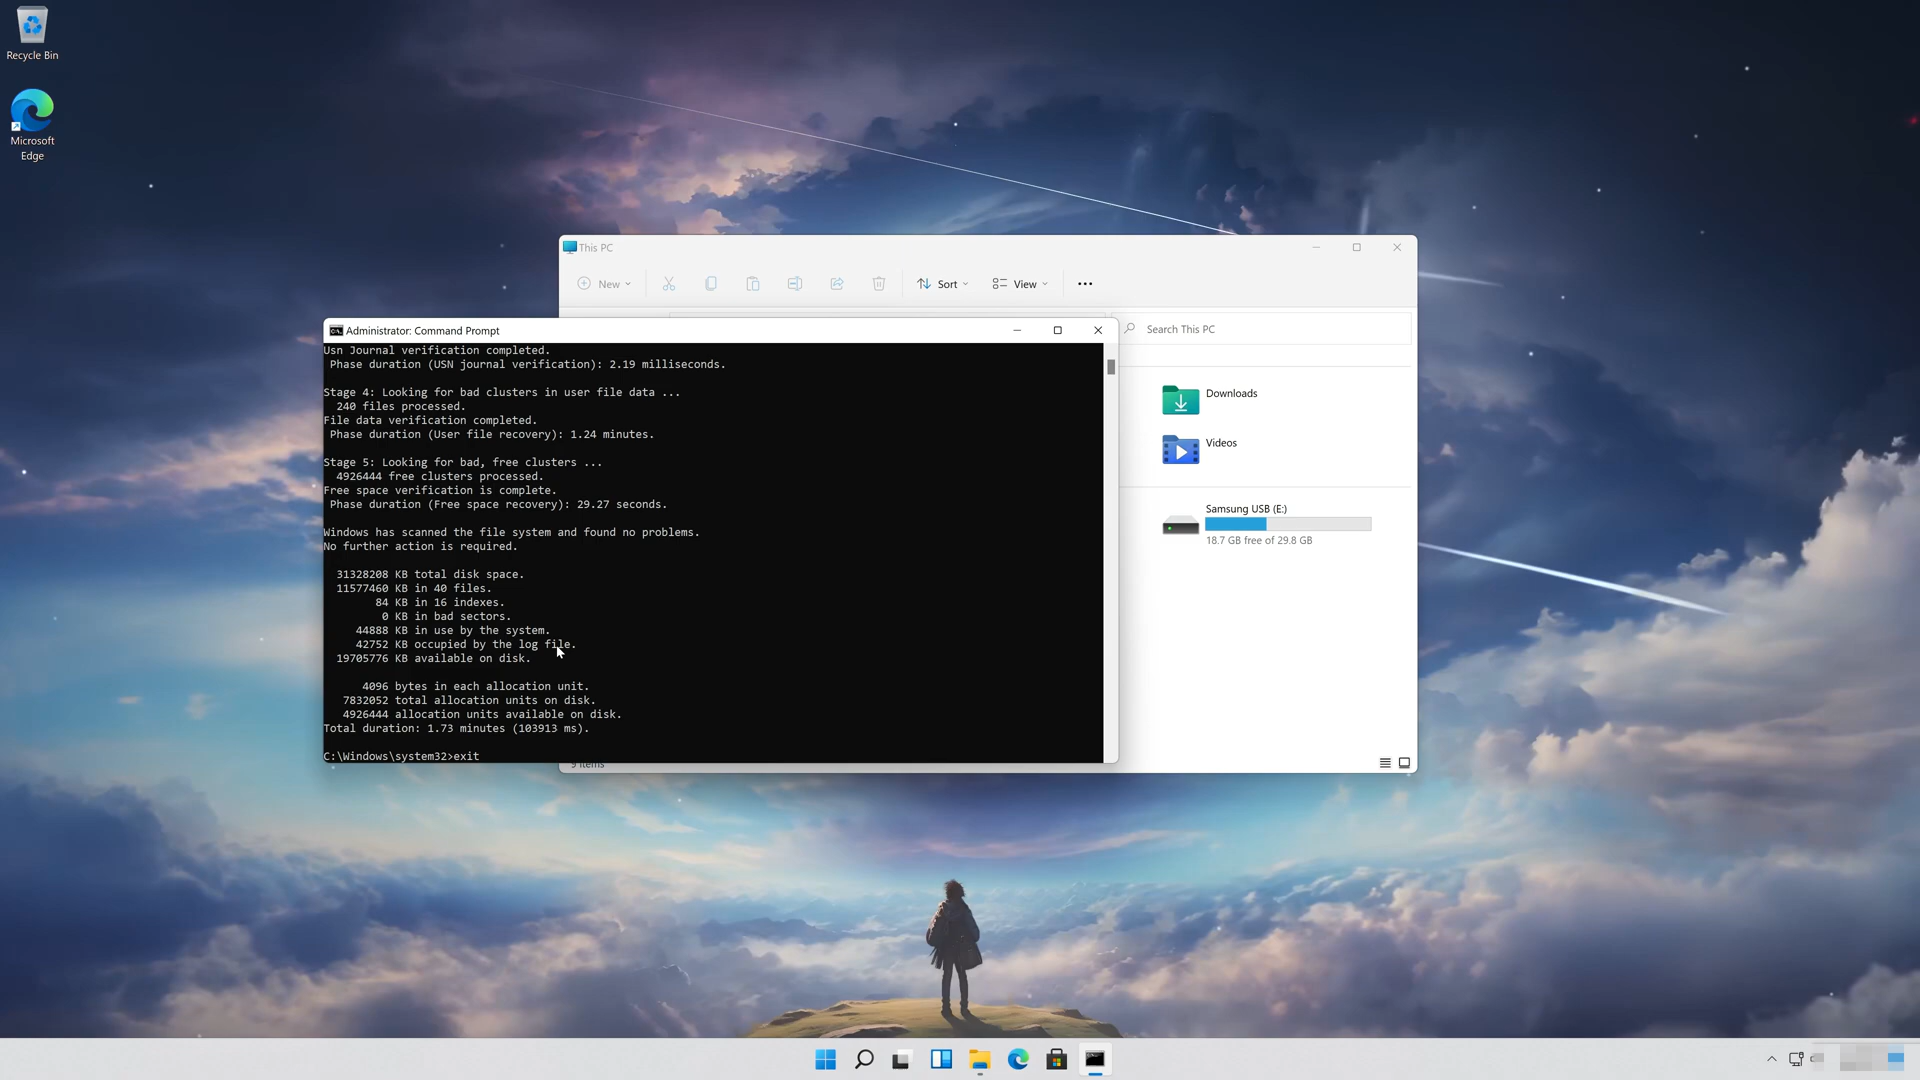 Recycle Bin
Microsoft
Edge
This PC
New
Sort
View
Search This PC
Downloads
Videos
Samsung USB (E:)
18.7 GB free of 29.8 GB
9 items
Administrator: Command Prompt
Usn Journal verification completed.
Phase duration (USN journal verification): 2.19 milliseconds.
Stage 4: Looking for bad clusters in user file data ...
240 files processed.
File data verification completed.
Phase duration (User file recovery): 1.24 minutes.
Stage 5: Looking for bad, free clusters ...
4926444 free clusters processed.
Free space verification is complete.
Phase duration (Free space recovery): 29.27 seconds.
Windows has scanned the file system and found no problems.
No further action is required.
31328208 KB total disk space.
11577460 KB in 40 files.
84 KB in 16 indexes.
0 KB in bad sectors.
44888 KB in use by the system.
42752 KB occupied by the log file.
19705776 KB available on disk.
4096 bytes in each allocation unit.
7832052 total allocation units on disk.
4926444 allocation units available on disk.
Total duration: 1.73 minutes (103913 ms).
C:\Windows\system32>exit